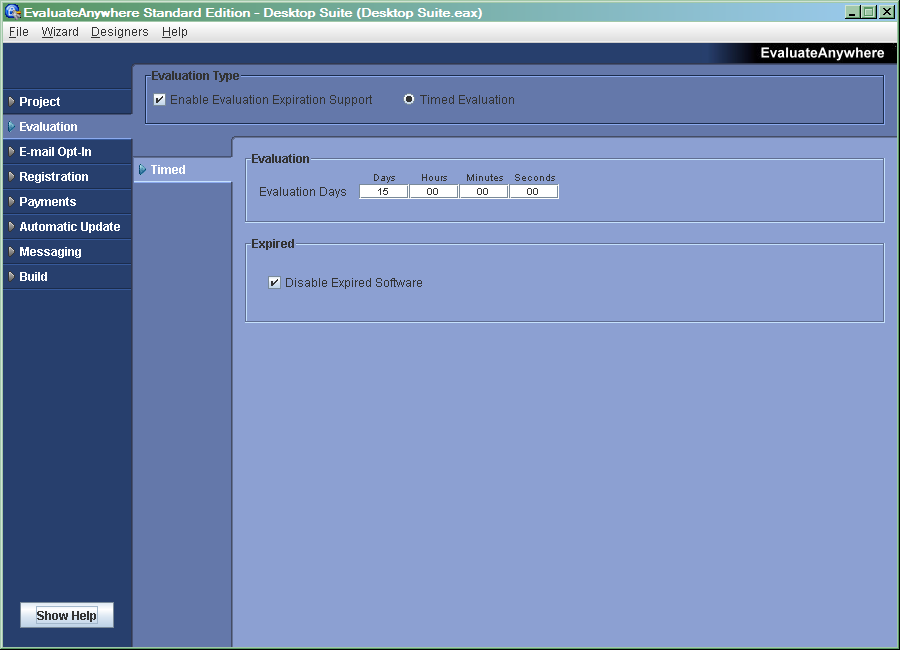 EvaluateAnywhere Standard Edition - Desktop Suite (Desktop Suite.eax)
File Wizard Designers Help
EvaluateAnywhere
Project
Evaluation
E-mail Opt-In
Registration
Payments
Automatic Update
Messaging
Build
Show Help
Evaluation Type
Enable Evaluation Expiration Support Timed Evaluation
Timed
Evaluation
Days Hours Minutes Seconds
Evaluation Days 15 00 00 00
Expired
Disable Expired Software